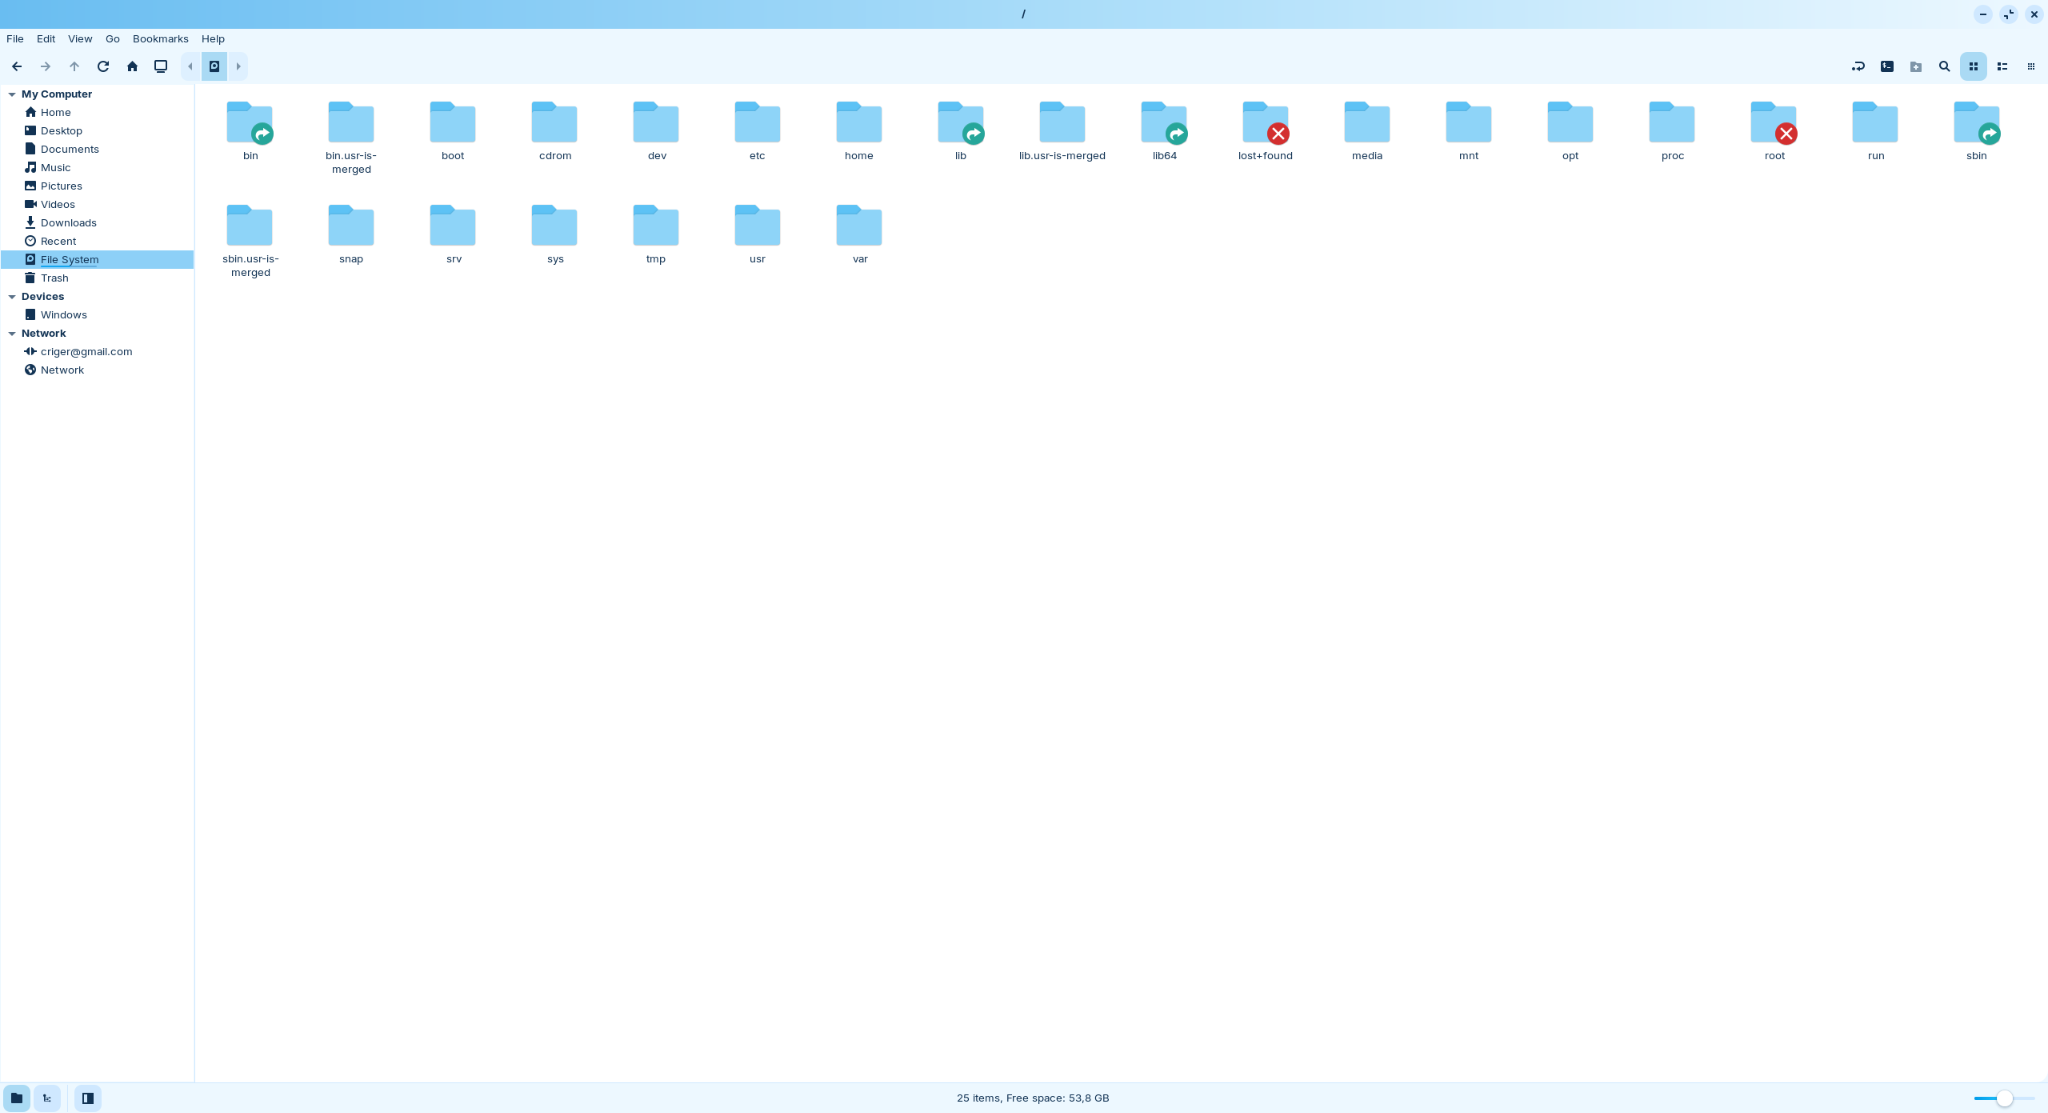 /
File Edit View Go Bookmarks Help
My Computer
Home
Desktop
Documents
Music
Pictures
Videos
Downloads
Recent
File System
Trash
Devices
Windows
Network
criger@gmail.com
Network
bin
bin.usr-is-
merged
boot
cdrom
dev
etc
home
lib
lib.usr-is-merged
lib64
lost+found
media
mnt
opt
proc
root
run
sbin
sbin.usr-is-
merged
snap
srv
sys
tmp
usr
var
25 items, Free space: 53,8 GB